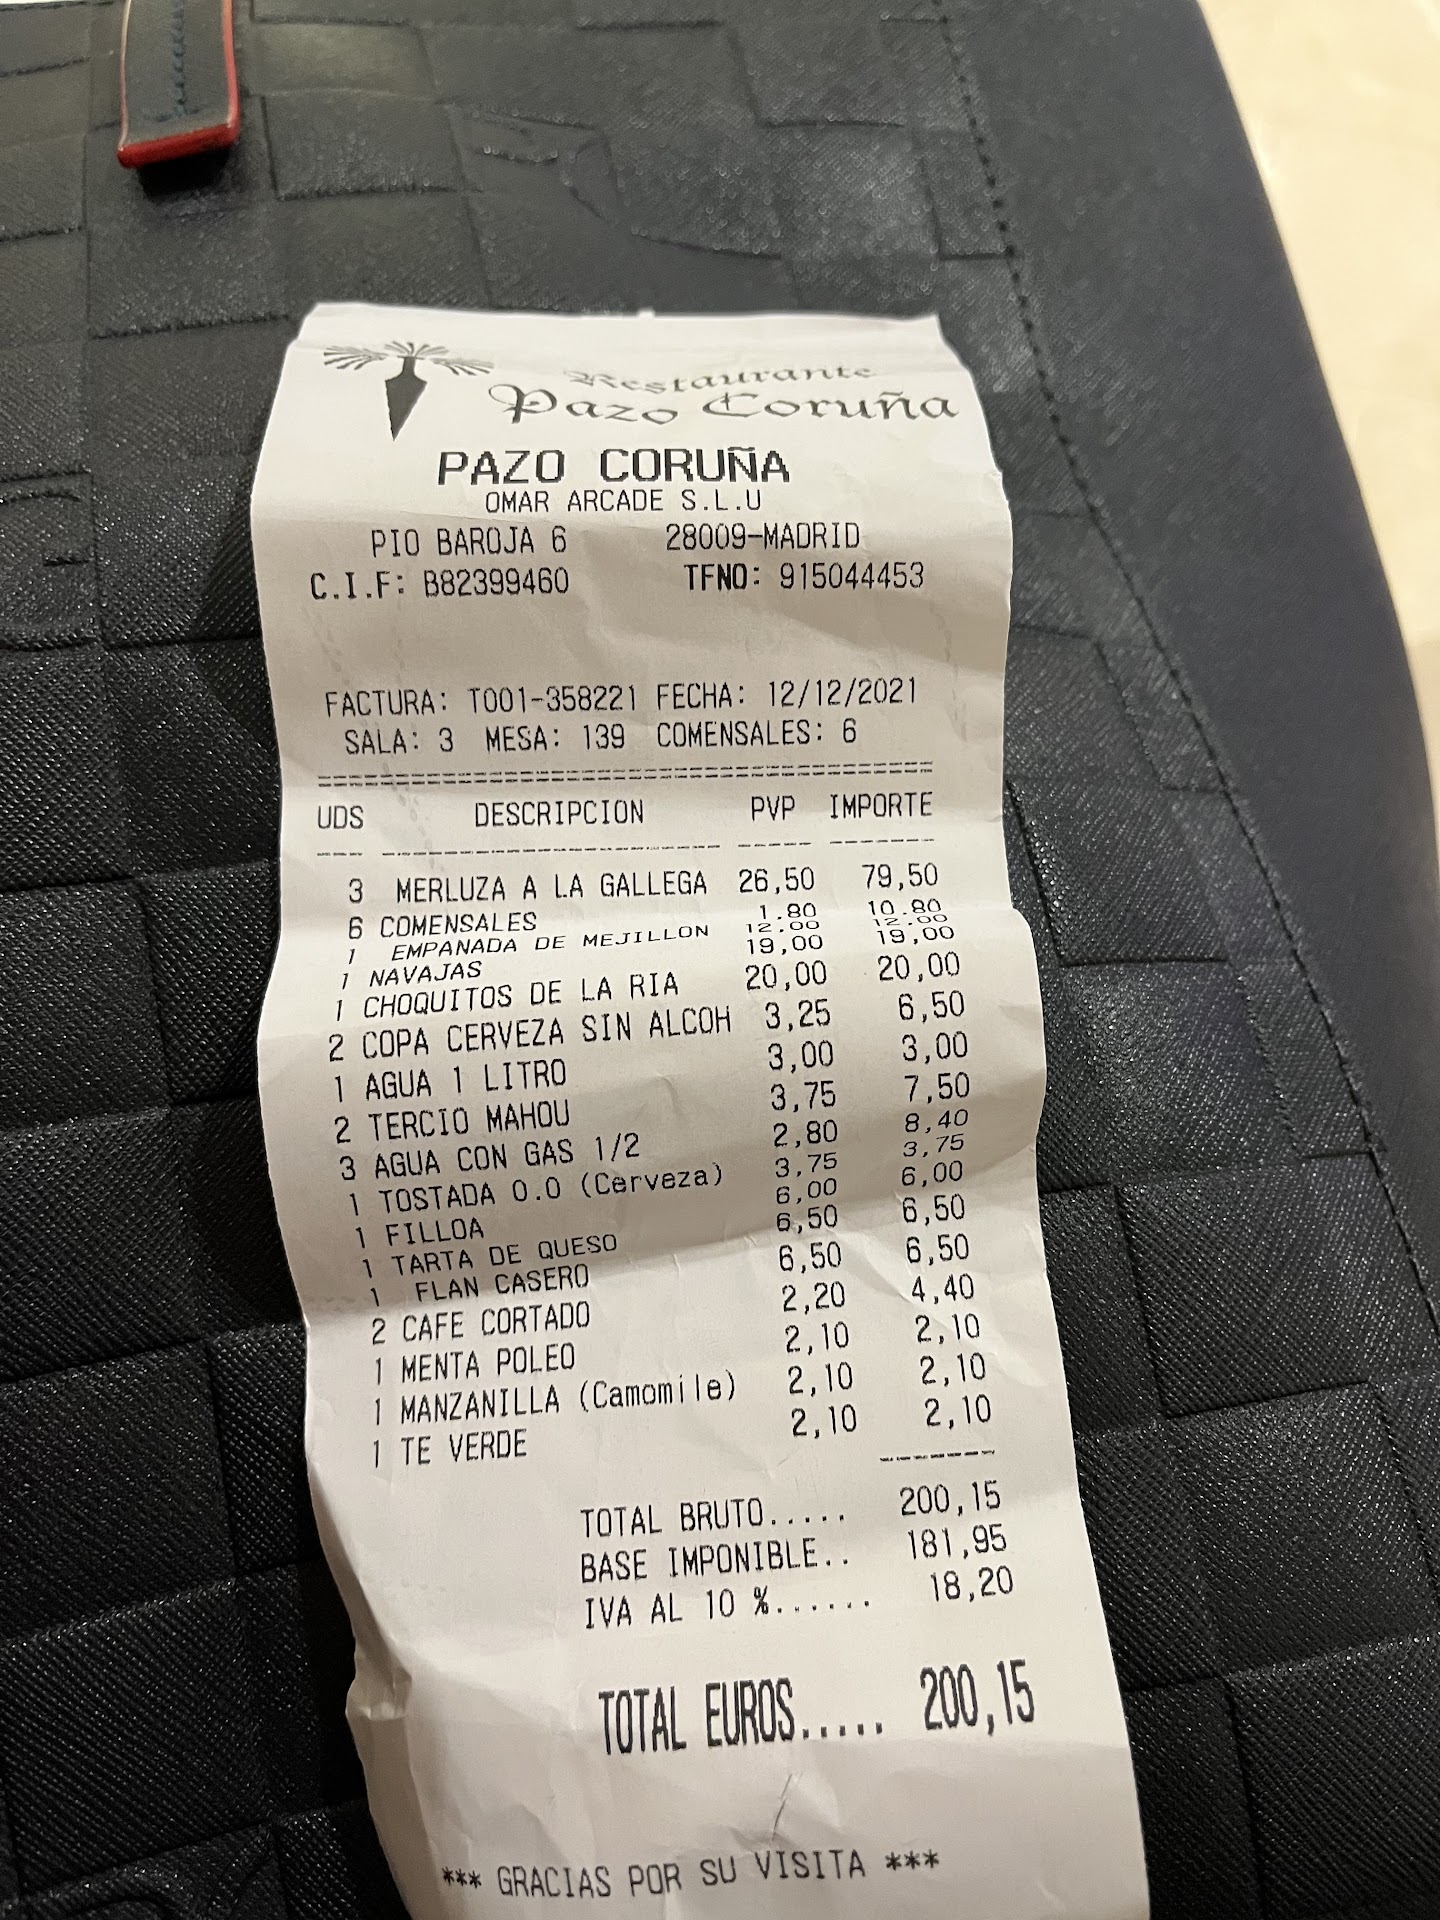 Restaurante
Pazo Coruña
PAZO CORUÑA
OMAR ARCADE S.L.U
PIO BAROJA 6 28009-MADRID
C.I.F: B82399460 TFNO: 915044453
FACTURA: T001-358221 FECHA: 12/12/2021
SALA: 3 MESA: 139 COMENSALES: 6
UDS DESCRIPCION PVP IMPORTE
3 MERLUZA A LA GALLEGA 26,50 79,50
6 COMENSALES 1.80 10.80
1 EMPANADA DE MEJILLON 12.00 12.00
1 NAVAJAS 19,00 19,00
1 CHOQUITOS DE LA RIA 20,00 20,00
2 COPA CERVEZA SIN ALCOH 3,25 6,50
1 AGUA 1 LITRO 3,00 3,00
2 TERCIO MAHOU 3,75 7,50
3 AGUA CON GAS 1/2 2,80 8,40
1 TOSTADA 0.0 (Cerveza) 3,75 3,75
1 FILLOA 6,00 6,00
1 TARTA DE QUESO 6,50 6,50
1 FLAN CASERO 6,50 6,50
2 CAFE CORTADO 2,20 4,40
1 MENTA POLEO 2,10 2,10
1 MANZANILLA (Camomile) 2,10 2,10
1 TE VERDE 2,10 2,10
TOTAL BRUTO..... 200,15
BASE IMPONIBLE.. 181,95
IVA AL 10 %...... 18,20
TOTAL EUROS..... 200,15
*** GRACIAS POR SU VISITA ***